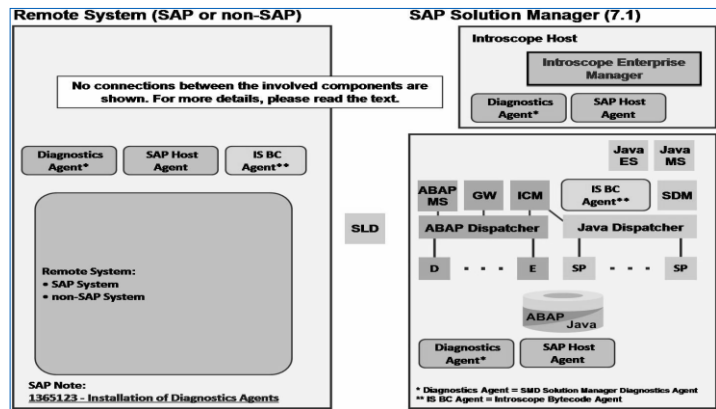 Remote System (SAP or non-SAP)
SAP Solution Manager (7.1)
Introscope Host
Introscope Enterprise
Manager
No connections between the involved components are
shown. For more details, please read the text.
Diagnostics
Agent*
SAP Host
Agent
Java
ES
Java
MS
Diagnostics
Agent*
SAP Host
Agent
IS BC
Agent**
ABAP
MS
GW
ICM
IS BC
Agent**
SDM
SLD
ABAP Dispatcher
Java Dispatcher
D
. . .
E
SP
. . .
SP
Remote System:
• SAP System
• non-SAP System
ABAP
Java
Diagnostics
Agent*
SAP Host
Agent
SAP Note:
1365123 - Installation of Diagnostics Agents
* Diagnostics Agent = SMD Solution Manager Diagnostics Agent
** IS BC Agent = Introscope Bytecode Agent